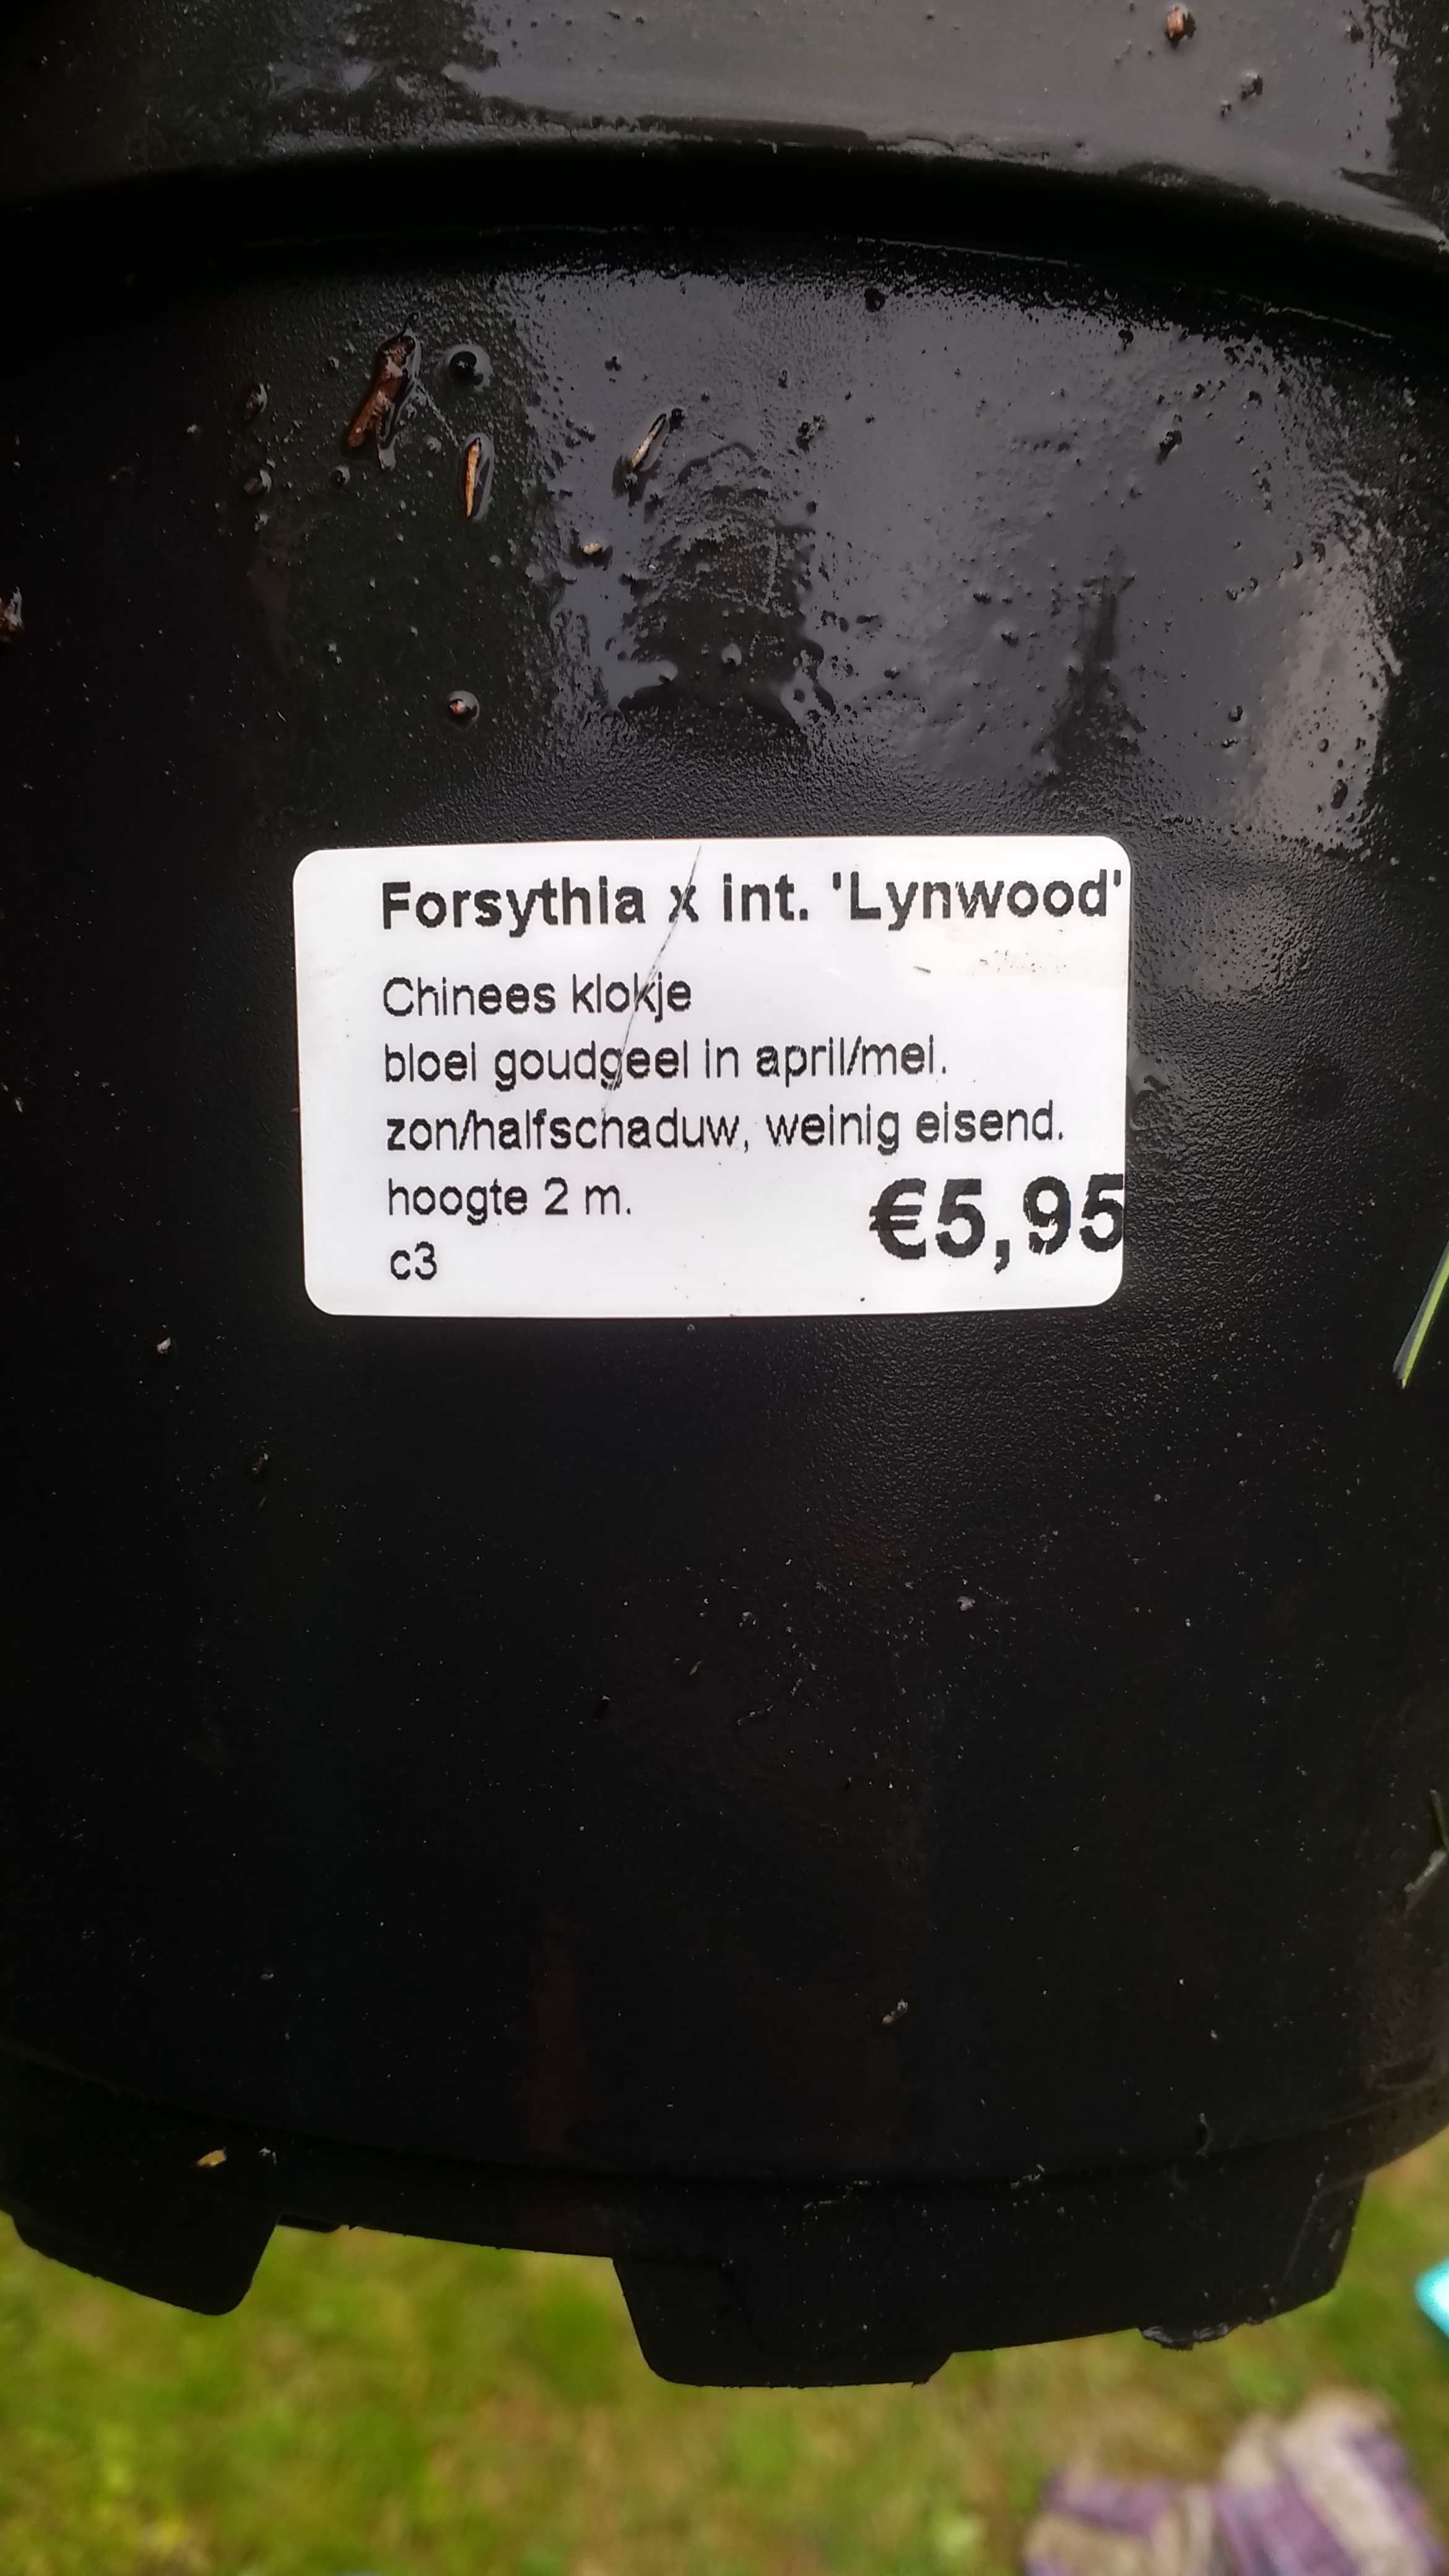 Forsythia x int. 'Lynwood'
Chinees klokje
bloei goudgeel in april/mei.
zon/halfschaduw, weinig eisend.
hoogte 2 m.
€5,95
c3